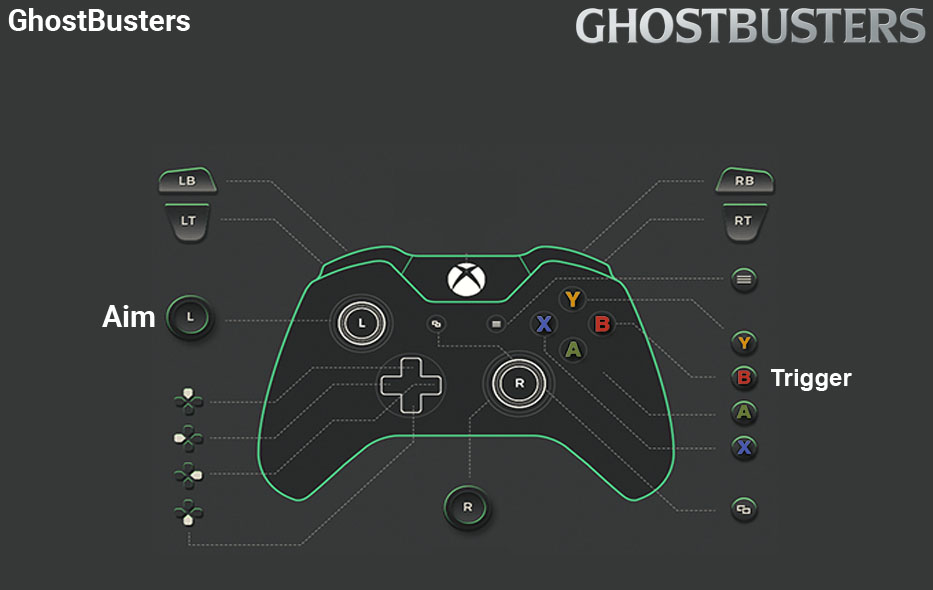 GhostBusters
GHOSTBUSTERS
LB
RB
LT
RT
Y
Aim
L
L
X
B
Y
A
R
B
Trigger
A
X
R